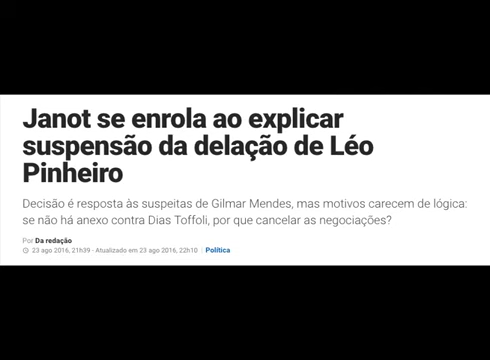 Janot se enrola ao explicar
suspensão da delação de Léo
Pinheiro
Decisão é resposta às suspeitas de Gilmar Mendes, mas motivos carecem de lógica:
se não há anexo contra Dias Toffoli, por que cancelar as negociações?
Por Da redação
23 ago 2016, 21h39 - Atualizado em 23 ago 2016, 22h10 | Política